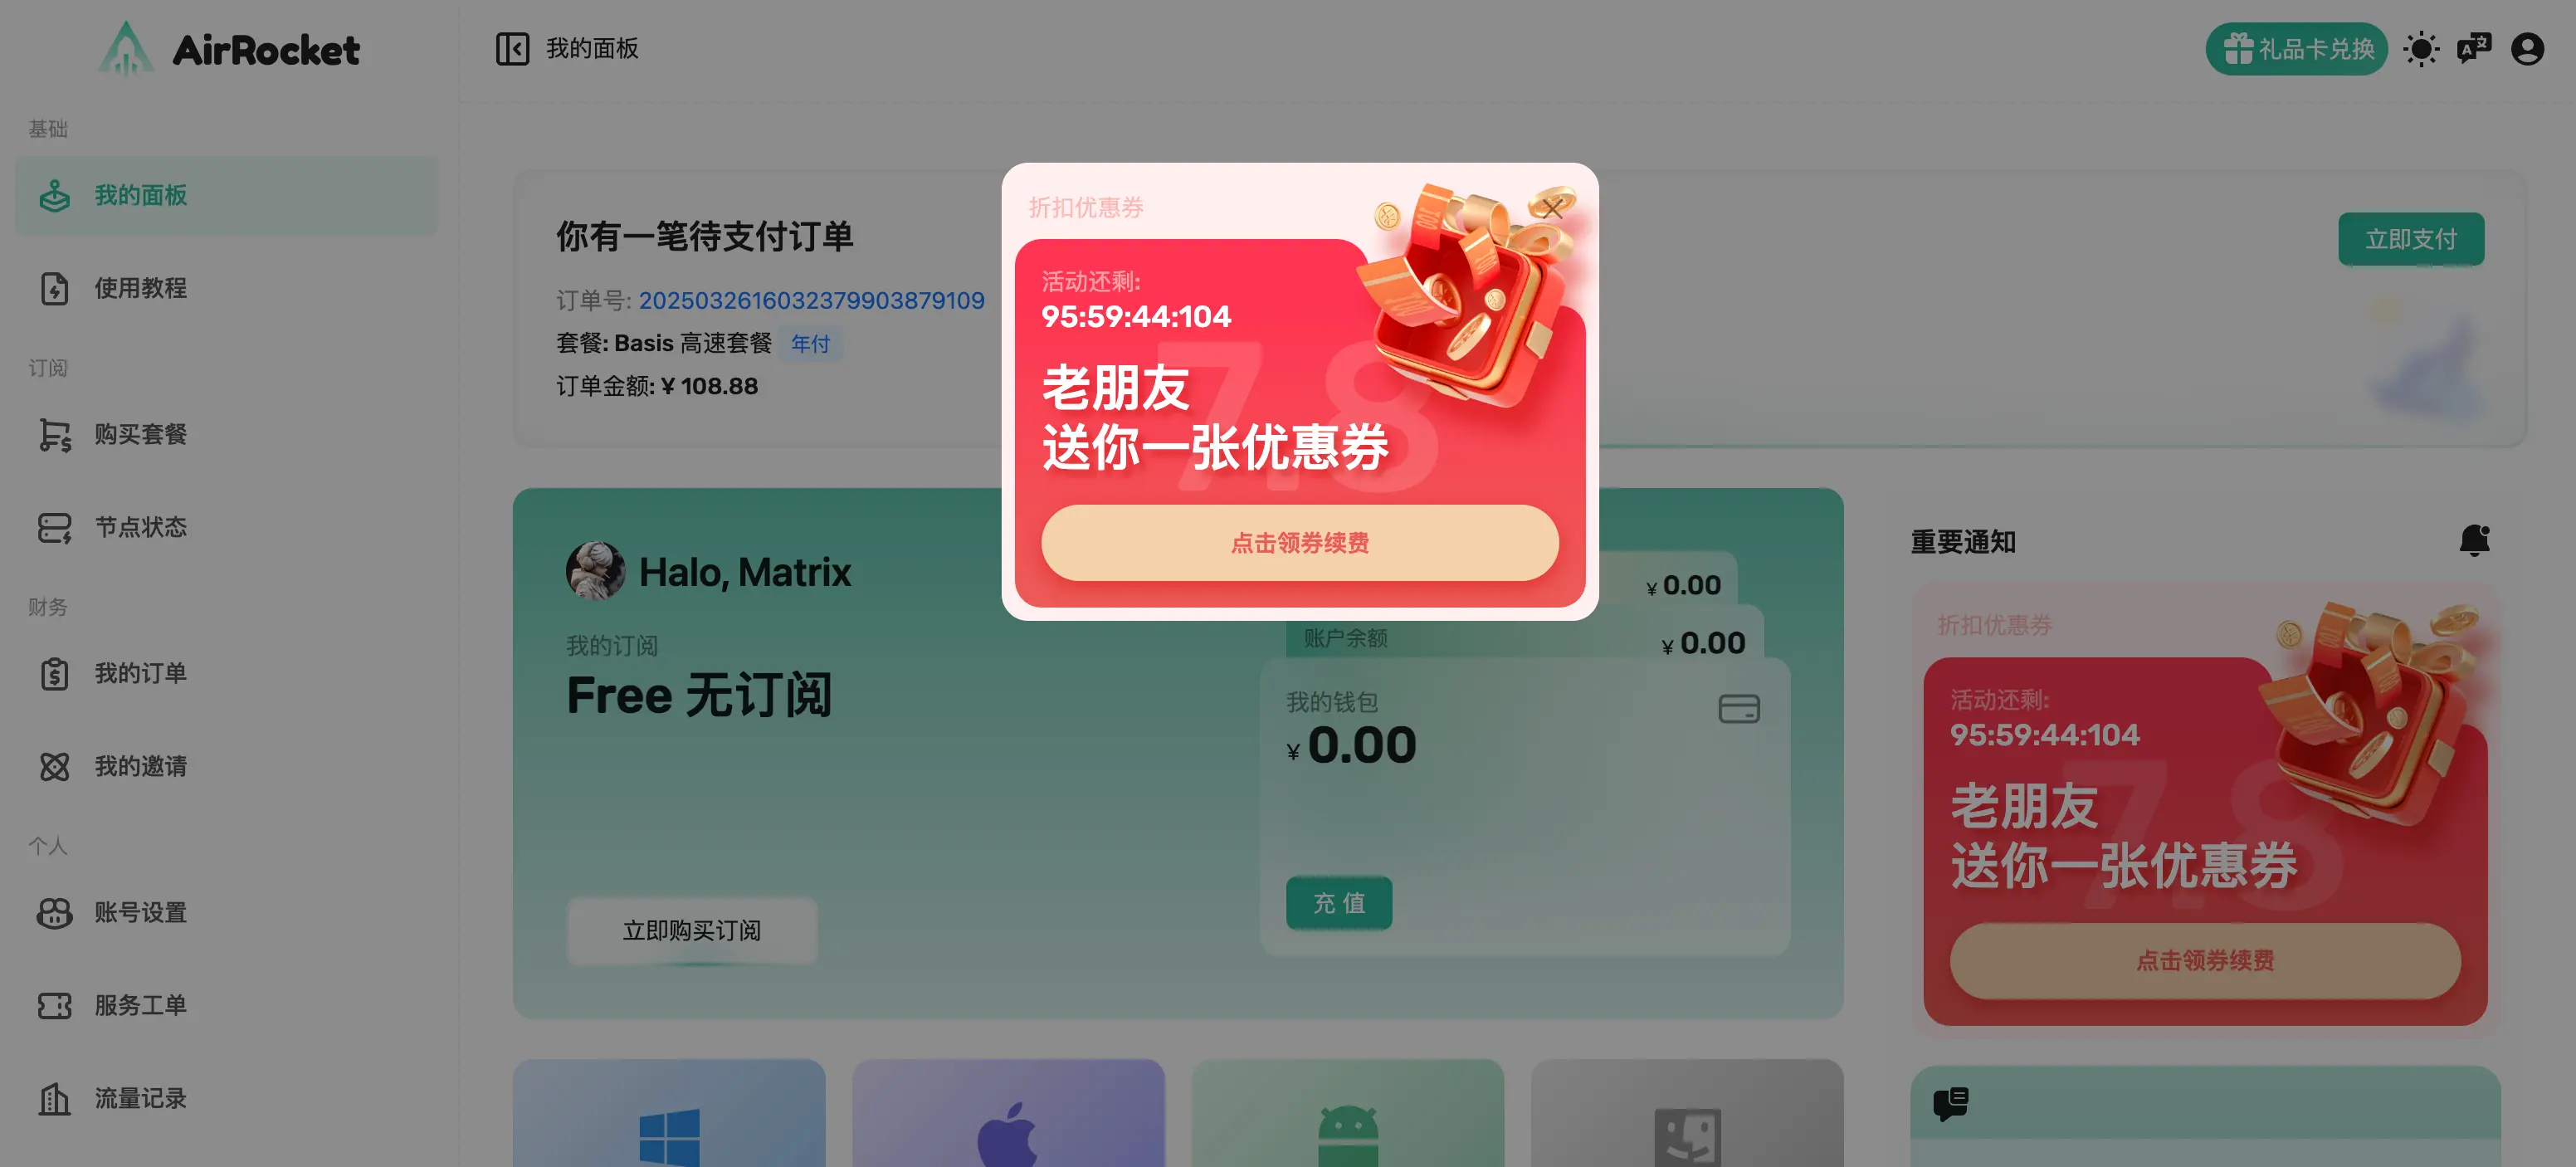 AirRocket
我的面板
礼品卡兑换
基础
我的面板
使用教程
订阅
购买套餐
节点状态
财务
我的订单
我的邀请
个人
账号设置
服务工单
流量记录
你有一笔待支付订单
订单号: 2025032616032379903879109
套餐: Basis 高速套餐 年付
订单金额: ¥ 108.88
立即支付
折扣优惠券
活动还剩:
95:59:44:104
7.8
老朋友
送你一张优惠券
点击领券续费
Halo, Matrix
我的订阅
Free 无订阅
立即购买订阅
¥ 0.00
账户余额
¥ 0.00
我的钱包
¥ 0.00
充 值
重要通知
折扣优惠券
活动还剩:
95:59:44:104
7.8
老朋友
送你一张优惠券
点击领券续费